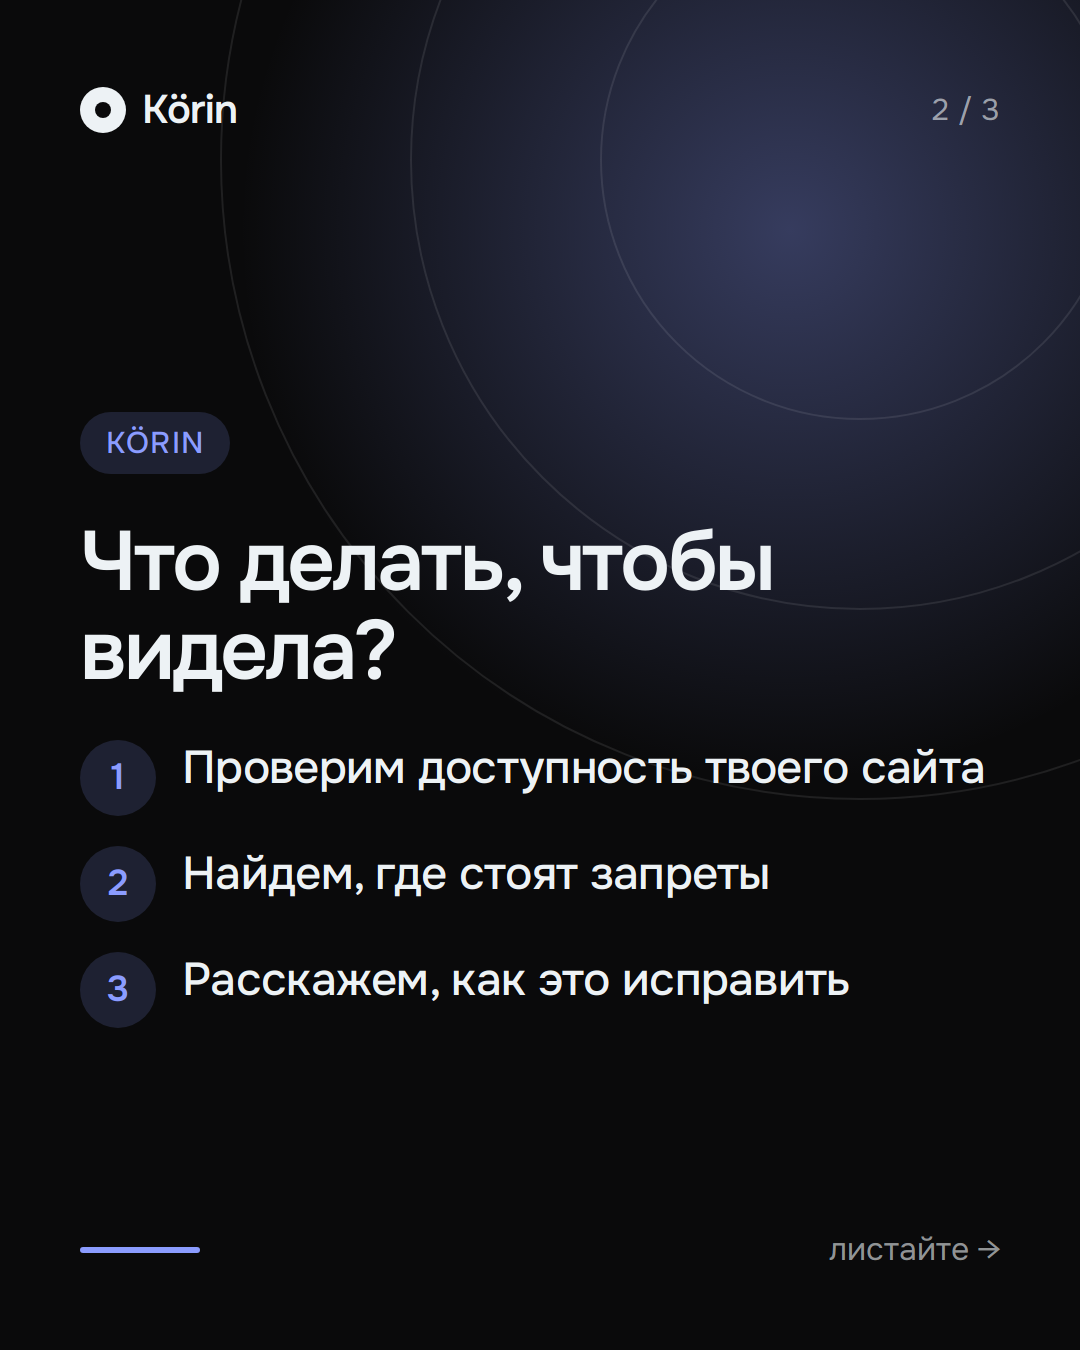 Körin
2 / 3
KÖRIN
Что делать, чтобы
видела?
1 Проверим доступность твоего сайта
2 Найдем, где стоят запреты
3 Расскажем, как это исправить
листайте →